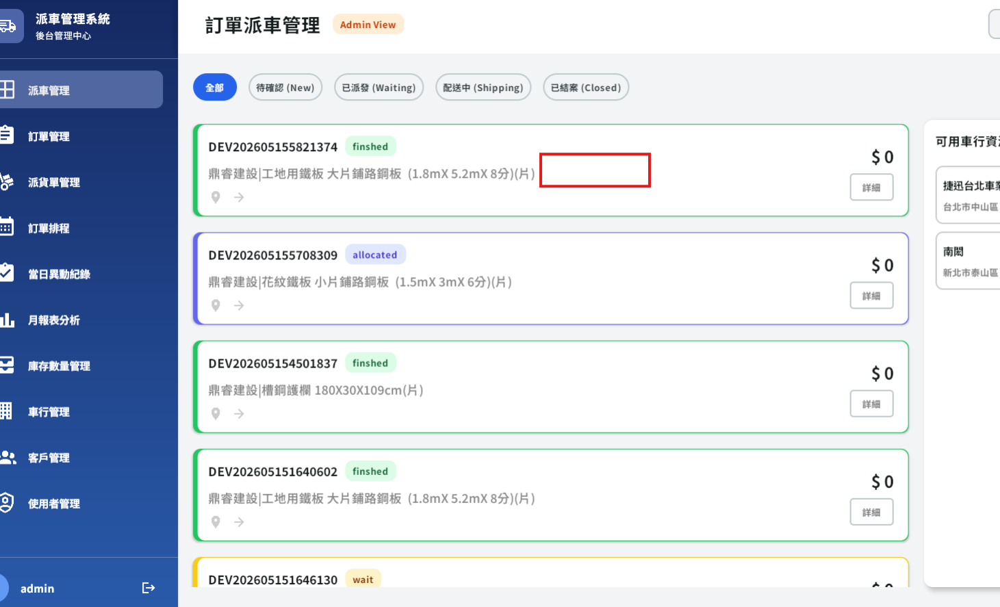 派車管理系統
後台管理中心
派車管理
訂單管理
派貨單管理
訂單排程
當日異動紀錄
月報表分析
庫存數量管理
車行管理
客戶管理
使用者管理
admin
訂單派車管理 Admin View
全部 待確認 (New) 已派發 (Waiting) 配送中 (Shipping) 已結案 (Closed)
DEV202605155821374 finshed
鼎睿建設|工地用鐵板 大片鋪路鋼板 (1.8mX 5.2mX 8分)(片)
$ 0
詳細
DEV202605155708309 allocated
鼎睿建設|花紋鐵板 小片鋪路鋼板 (1.5mX 3mX 6分)(片)
$ 0
詳細
DEV202605154501837 finshed
鼎睿建設|槽鋼護欄 180X30X109cm(片)
$ 0
詳細
DEV202605151640602 finshed
鼎睿建設|工地用鐵板 大片鋪路鋼板 (1.8mX 5.2mX 8分)(片)
$ 0
詳細
DEV202605151646130 wait
$ 0
可用車行資
捷迅台北車業
台北市中山區
南閎
新北市泰山區